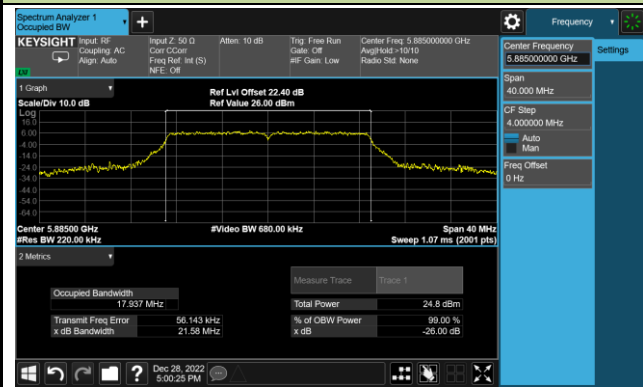 Spectrum Analyzer 1
Occupied BW
Frequency
KEYSIGHT
Input: RF
Coupling: AC
Align: Auto
Input Z: 50 Ω
Corr CCorr
Freq Ref: Int (S)
NFE: Off
Atten: 10 dB
Trig: Free Run
Gate: Off
#IF Gain: Low
Center Freq: 5.885000000 GHz
Avg|Hold:>10/10
Radio Std: None
Center Frequency
5.885000000 GHz
Settings
Span
40.000 MHz
CF Step
4.000000 MHz
Auto
Man
Freq Offset
0 Hz
1 Graph
Scale/Div 10.0 dB
Ref Lvl Offset 22.40 dB
Ref Value 26.00 dBm
Log
16.0
6.00
-4.00
-14.0
-24.0
-34.0
-44.0
-54.0
-64.0
Center 5.88500 GHz
#Res BW 220.00 kHz
#Video BW 680.00 kHz
Span 40 MHz
Sweep 1.07 ms (2001 pts)
2 Metrics
Measure Trace
Trace 1
Occupied Bandwidth
17.937 MHz
Total Power
24.8 dBm
Transmit Freq Error
56.143 kHz
% of OBW Power
99.00 %
x dB Bandwidth
21.58 MHz
x dB
-26.00 dB
Dec 28, 2022
5:00:25 PM